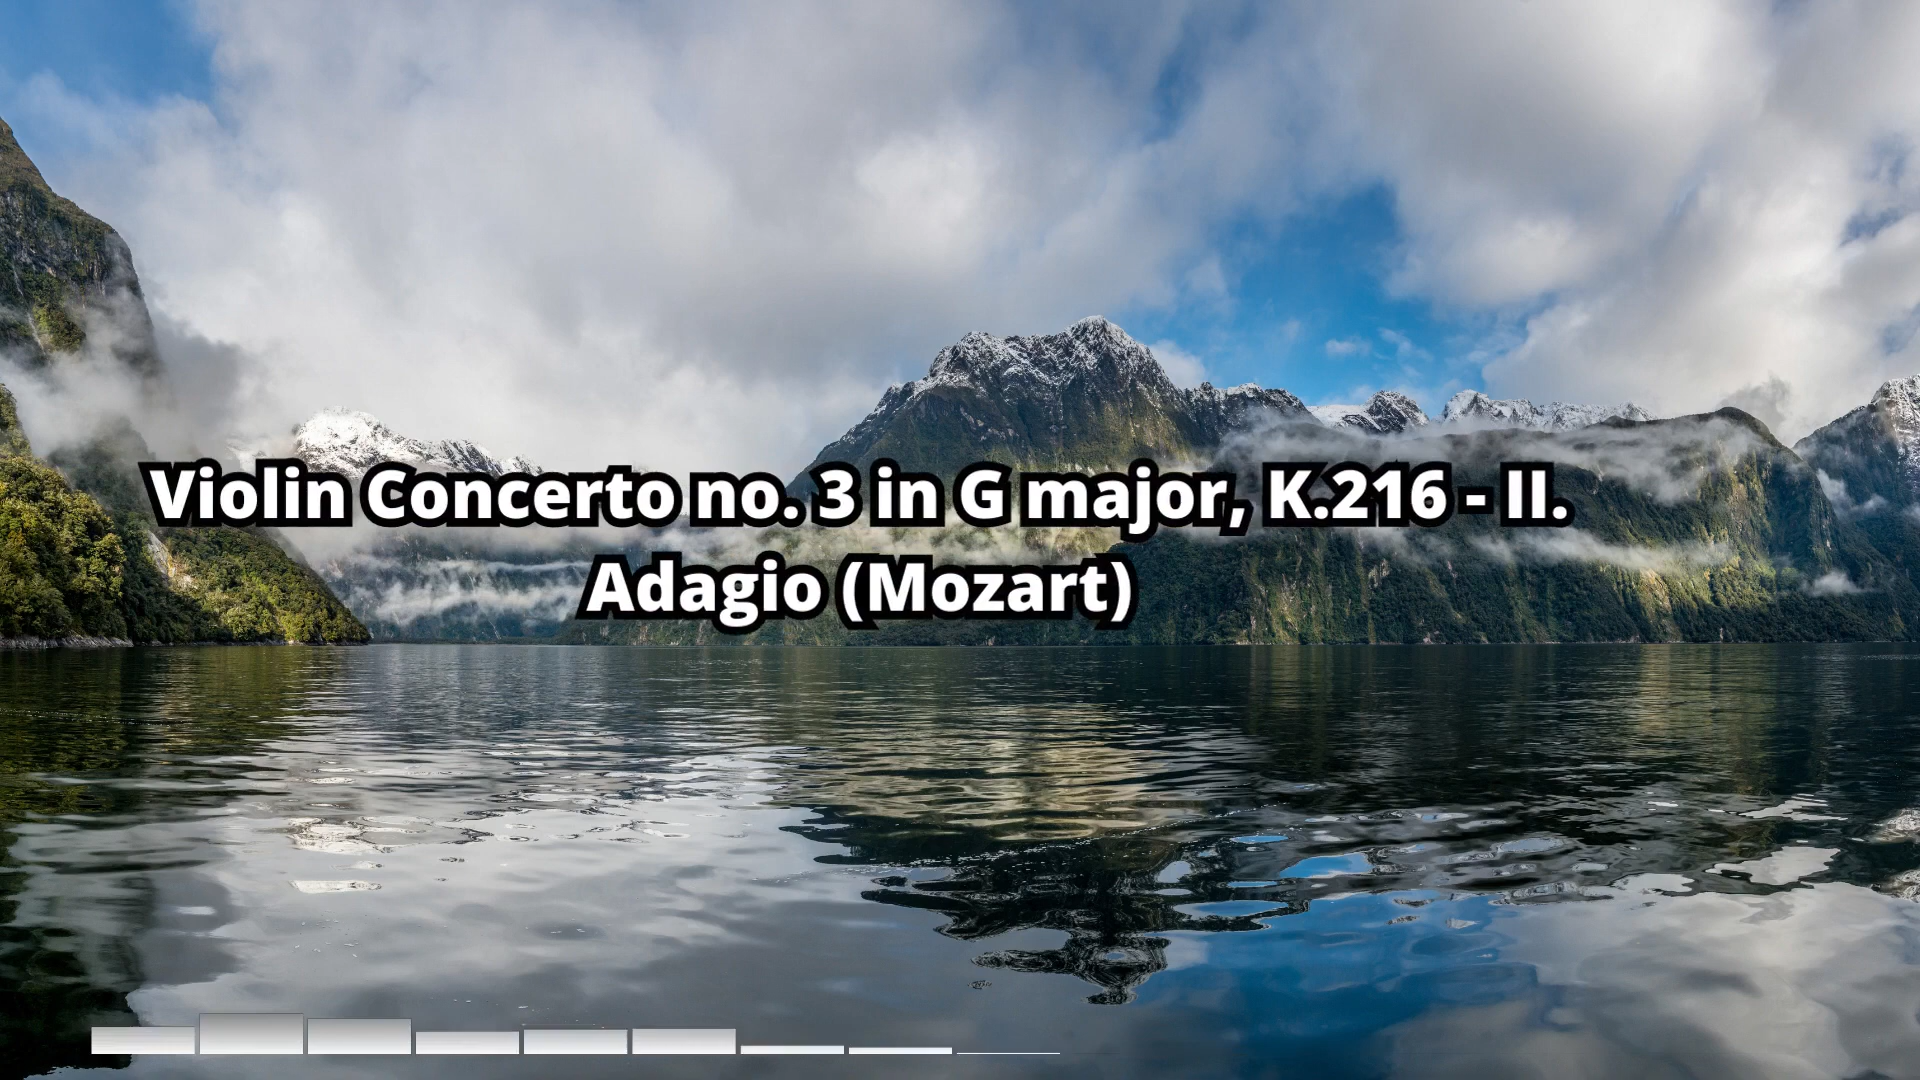 Violin Concerto no. 3 in G major, K.216 - II.
Adagio (Mozart)